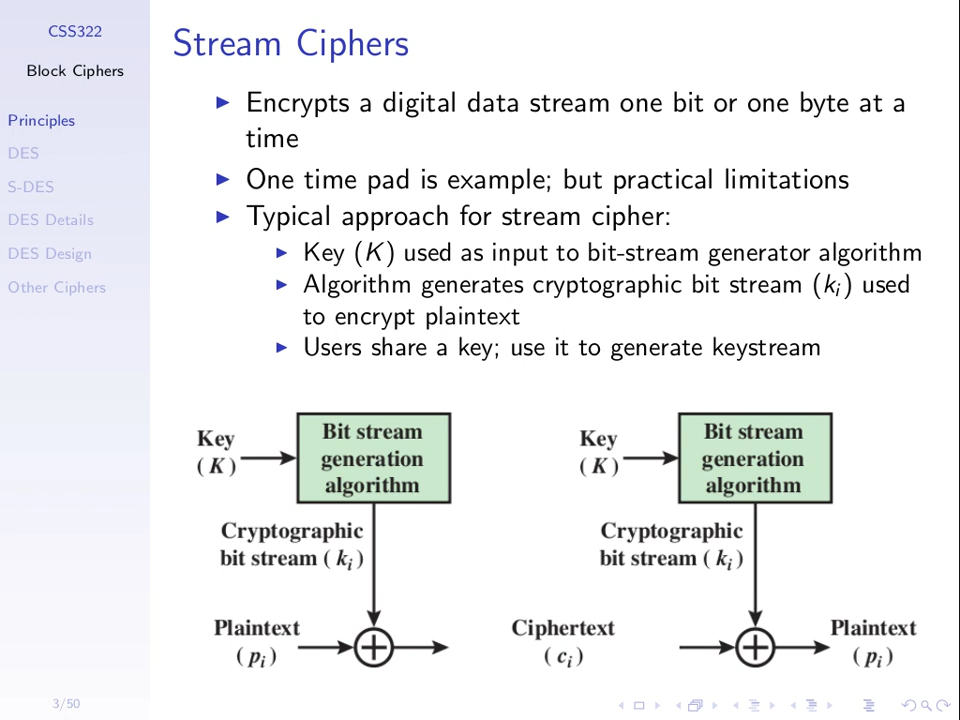 CSS322
Block Ciphers
Principles
DES
S-DES
DES Details
DES Design
Other Ciphers
Stream Ciphers
Encrypts a digital data stream one bit or one byte at a
time
One time pad is example; but practical limitations
Typical approach for stream cipher:
Key (K) used as input to bit-stream generator algorithm
Algorithm generates cryptographic bit stream (ki) used
to encrypt plaintext
Users share a key; use it to generate keystream
Key
(K)
Bit stream
generation
algorithm
Cryptographic
bit stream ( ki )
Plaintext
( pi )
Ciphertext
( ci )
Key
(K)
Bit stream
generation
algorithm
Cryptographic
bit stream ( ki )
Plaintext
( pi )
3/50